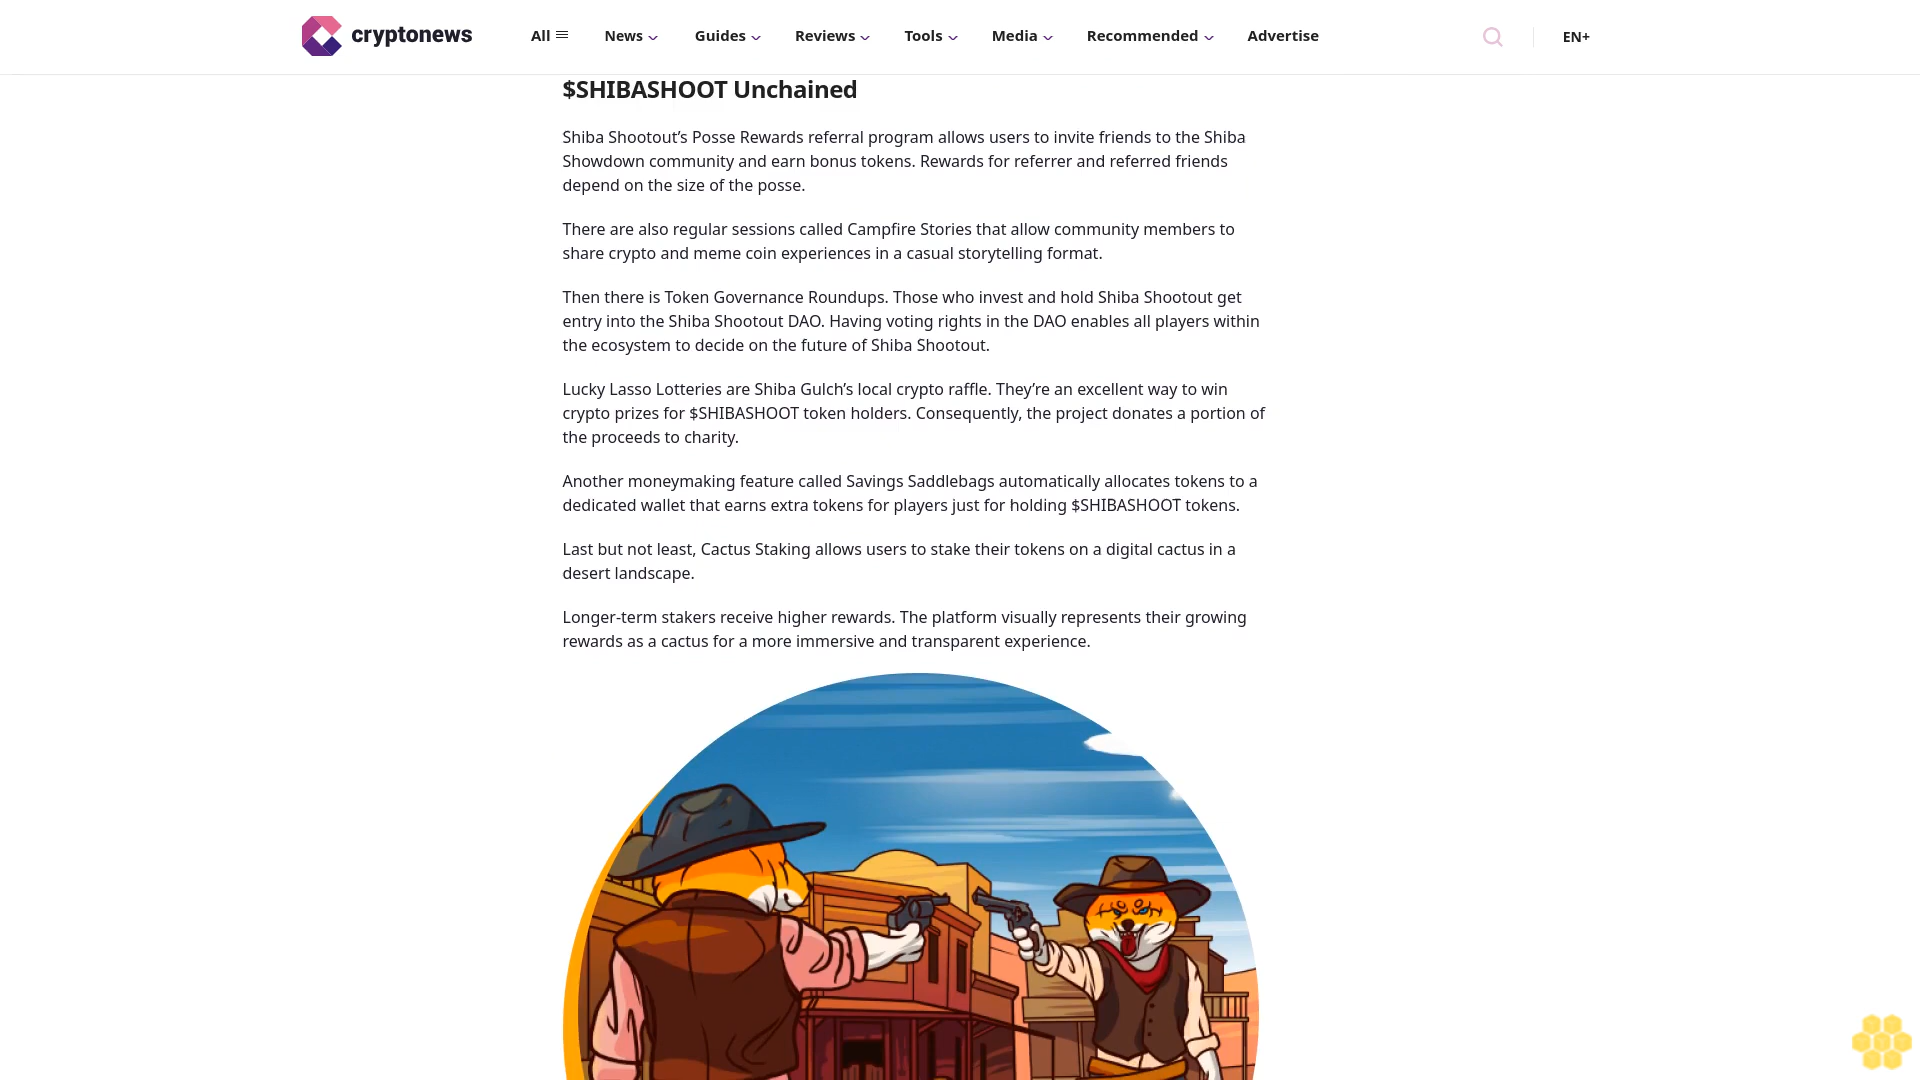 cryptonews
All
News
Guides
Reviews
Tools
Media
Recommended
Advertise
EN+
$SHIBASHOOT Unchained
Shiba Shootout’s Posse Rewards referral program allows users to invite friends to the Shiba
Showdown community and earn bonus tokens. Rewards for referrer and referred friends
depend on the size of the posse.
There are also regular sessions called Campfire Stories that allow community members to
share crypto and meme coin experiences in a casual storytelling format.
Then there is Token Governance Roundups. Those who invest and hold Shiba Shootout get
entry into the Shiba Shootout DAO. Having voting rights in the DAO enables all players within
the ecosystem to decide on the future of Shiba Shootout.
Lucky Lasso Lotteries are Shiba Gulch’s local crypto raffle. They’re an excellent way to win
crypto prizes for $SHIBASHOOT token holders. Consequently, the project donates a portion of
the proceeds to charity.
Another moneymaking feature called Savings Saddlebags automatically allocates tokens to a
dedicated wallet that earns extra tokens for players just for holding $SHIBASHOOT tokens.
Last but not least, Cactus Staking allows users to stake their tokens on a digital cactus in a
desert landscape.
Longer-term stakers receive higher rewards. The platform visually represents their growing
rewards as a cactus for a more immersive and transparent experience.